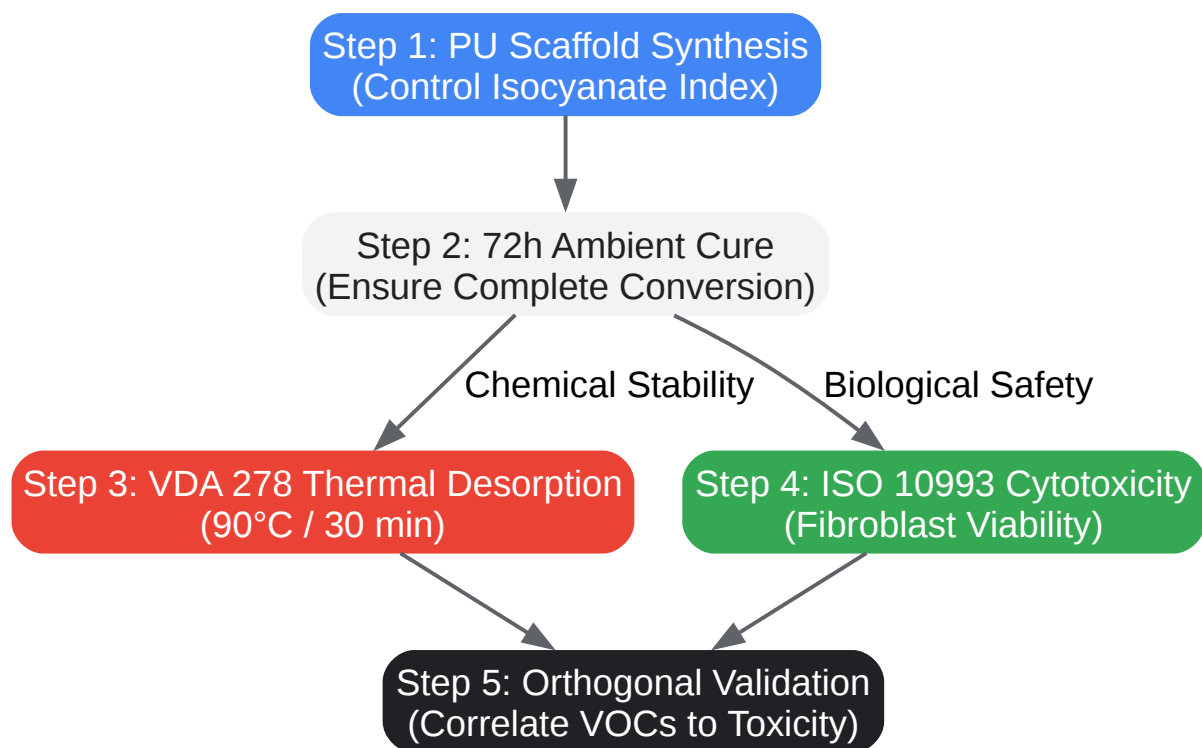 Step 1: PU Scaffold Synthesis
(Control Isocyanate Index)
Step 2: 72h Ambient Cure
(Ensure Complete Conversion)
Chemical Stability
Biological Safety
Step 3: VDA 278 Thermal Desorption
(90°C / 30 min)
Step 4: ISO 10993 Cytotoxicity
(Fibroblast Viability)
Step 5: Orthogonal Validation
(Correlate VOCs to Toxicity)